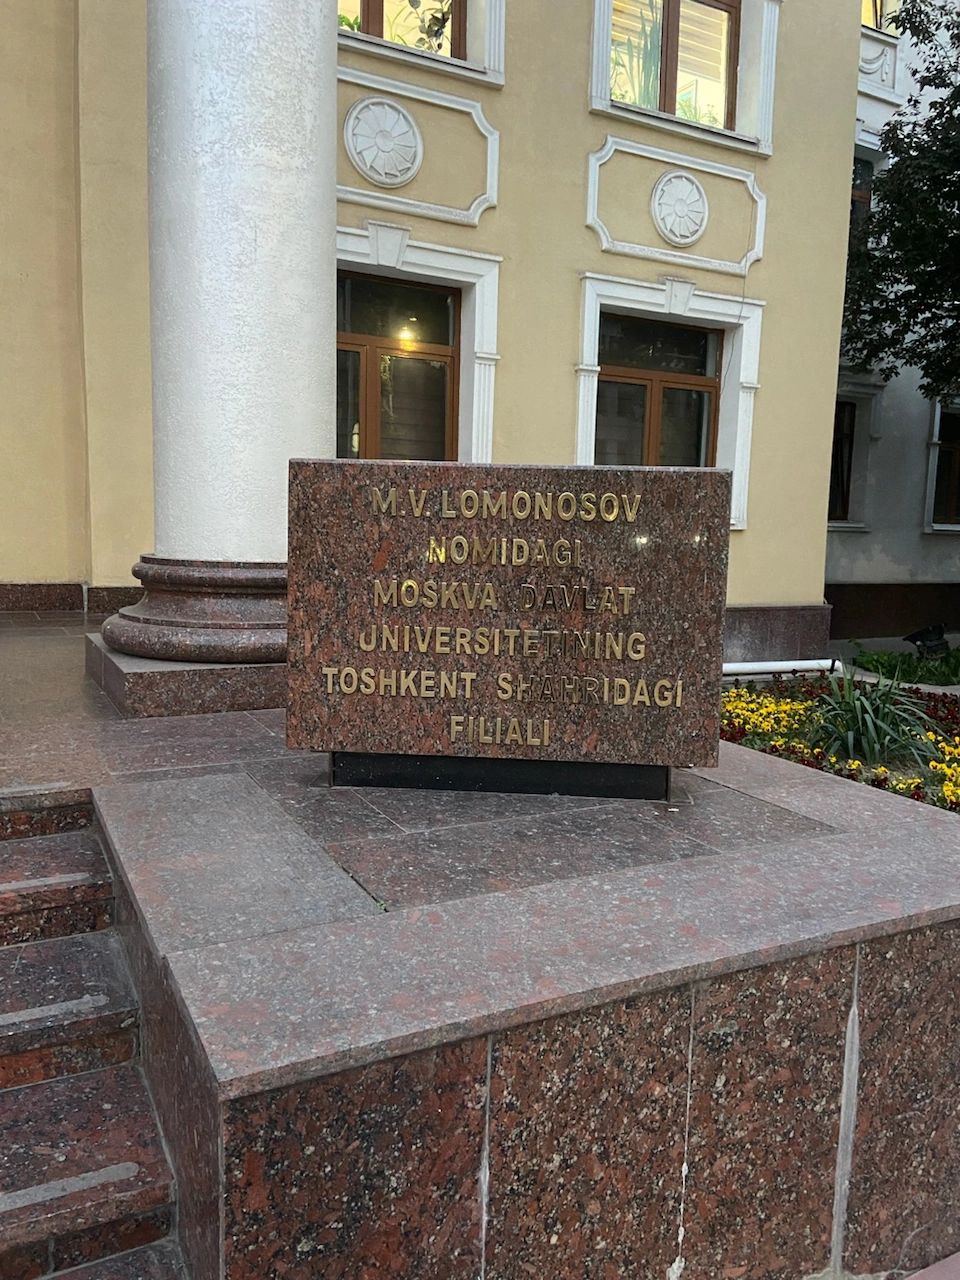 M.V. LOMONOSOV
NOMIDAGI
MOSKVA DAVLAT
UNIVERSITETINING
TOSHKENT SHAHRIDAGI
FILIALI